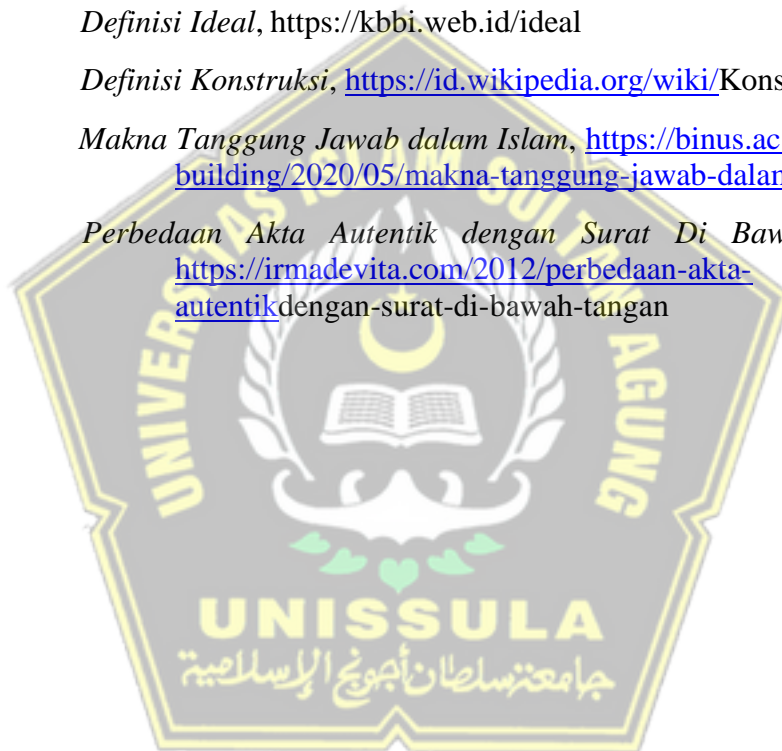 Definisi Ideal, https://kbbi.web.id/ideal
Definisi Konstruksi, https://id.wikipedia.org/wiki/Kons
Makna Tanggung Jawab dalam Islam, https://binus.ac
building/2020/05/makna-tanggung-jawab-dalan
Perbedaan Akta Autentik dengan Surat Di Baw
https://irmadevita.com/2012/perbedaan-akta-
autentikdengan-surat-di-bawah-tangan
UNIVERSITAS ISLAM SULTAN AGUNG
UNISSULA
جامعتنسلطان أجونج الإسلامية